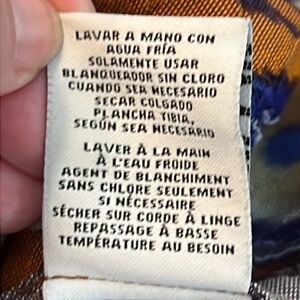 LAVAR A MANO CON
AGUA FRÍA
SOLAMENTE USAR
BLANQUEADOR SIN CLORO
CUANDO SEA NECESARIO
SECAR COLGADO
PLANCHA TIBIA,
SEGÚN SEA NECESARIO
LAVER À LA MAIN
À L'EAU FROIDE
AGENT DE BLANCHIMENT
SANS CHLORE SEULEMENT
SI NÉCESSAIRE
SÉCHER SUR CORDE À LINGE
REPASSAGE À BASSE
TEMPÉRATURE AU BESOIN